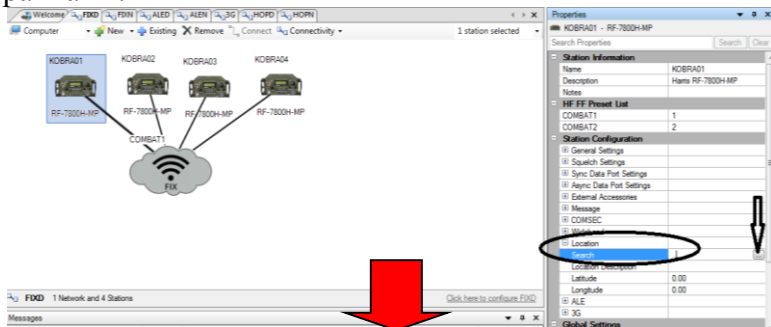 Welcome FIXD FIXN ALED ALEN 3G HOPD HOPN
Computer New Existing Remove Connect Connectivity 1 station selected
KOBRA01 KOBRA02 KOBRA03 KOBRA04
RF-7800H-MP RF-7800H-MP RF-7800H-MP RF-7800H-MP
COMBAT1
FIX
FIXD 1 Network and 4 Stations Click here to configure FIXD
Messages
Properties
KOBRA01 - RF-7800H-MP
Search Properties Search Clear
Station Information
Name KOBRA01
Description Harris RF-7800H-MP
Notes
HF FF Preset List
COMBAT1 1
COMBAT2 2
Station Configuration
General Settings
Squelch Settings
Sync Data Port Settings
Async Data Port Settings
External Accessories
Message
COMSEC
Location
Search
Location Description
Latitude 0.00
Longitude 0.00
ALE
3G
Global Settings